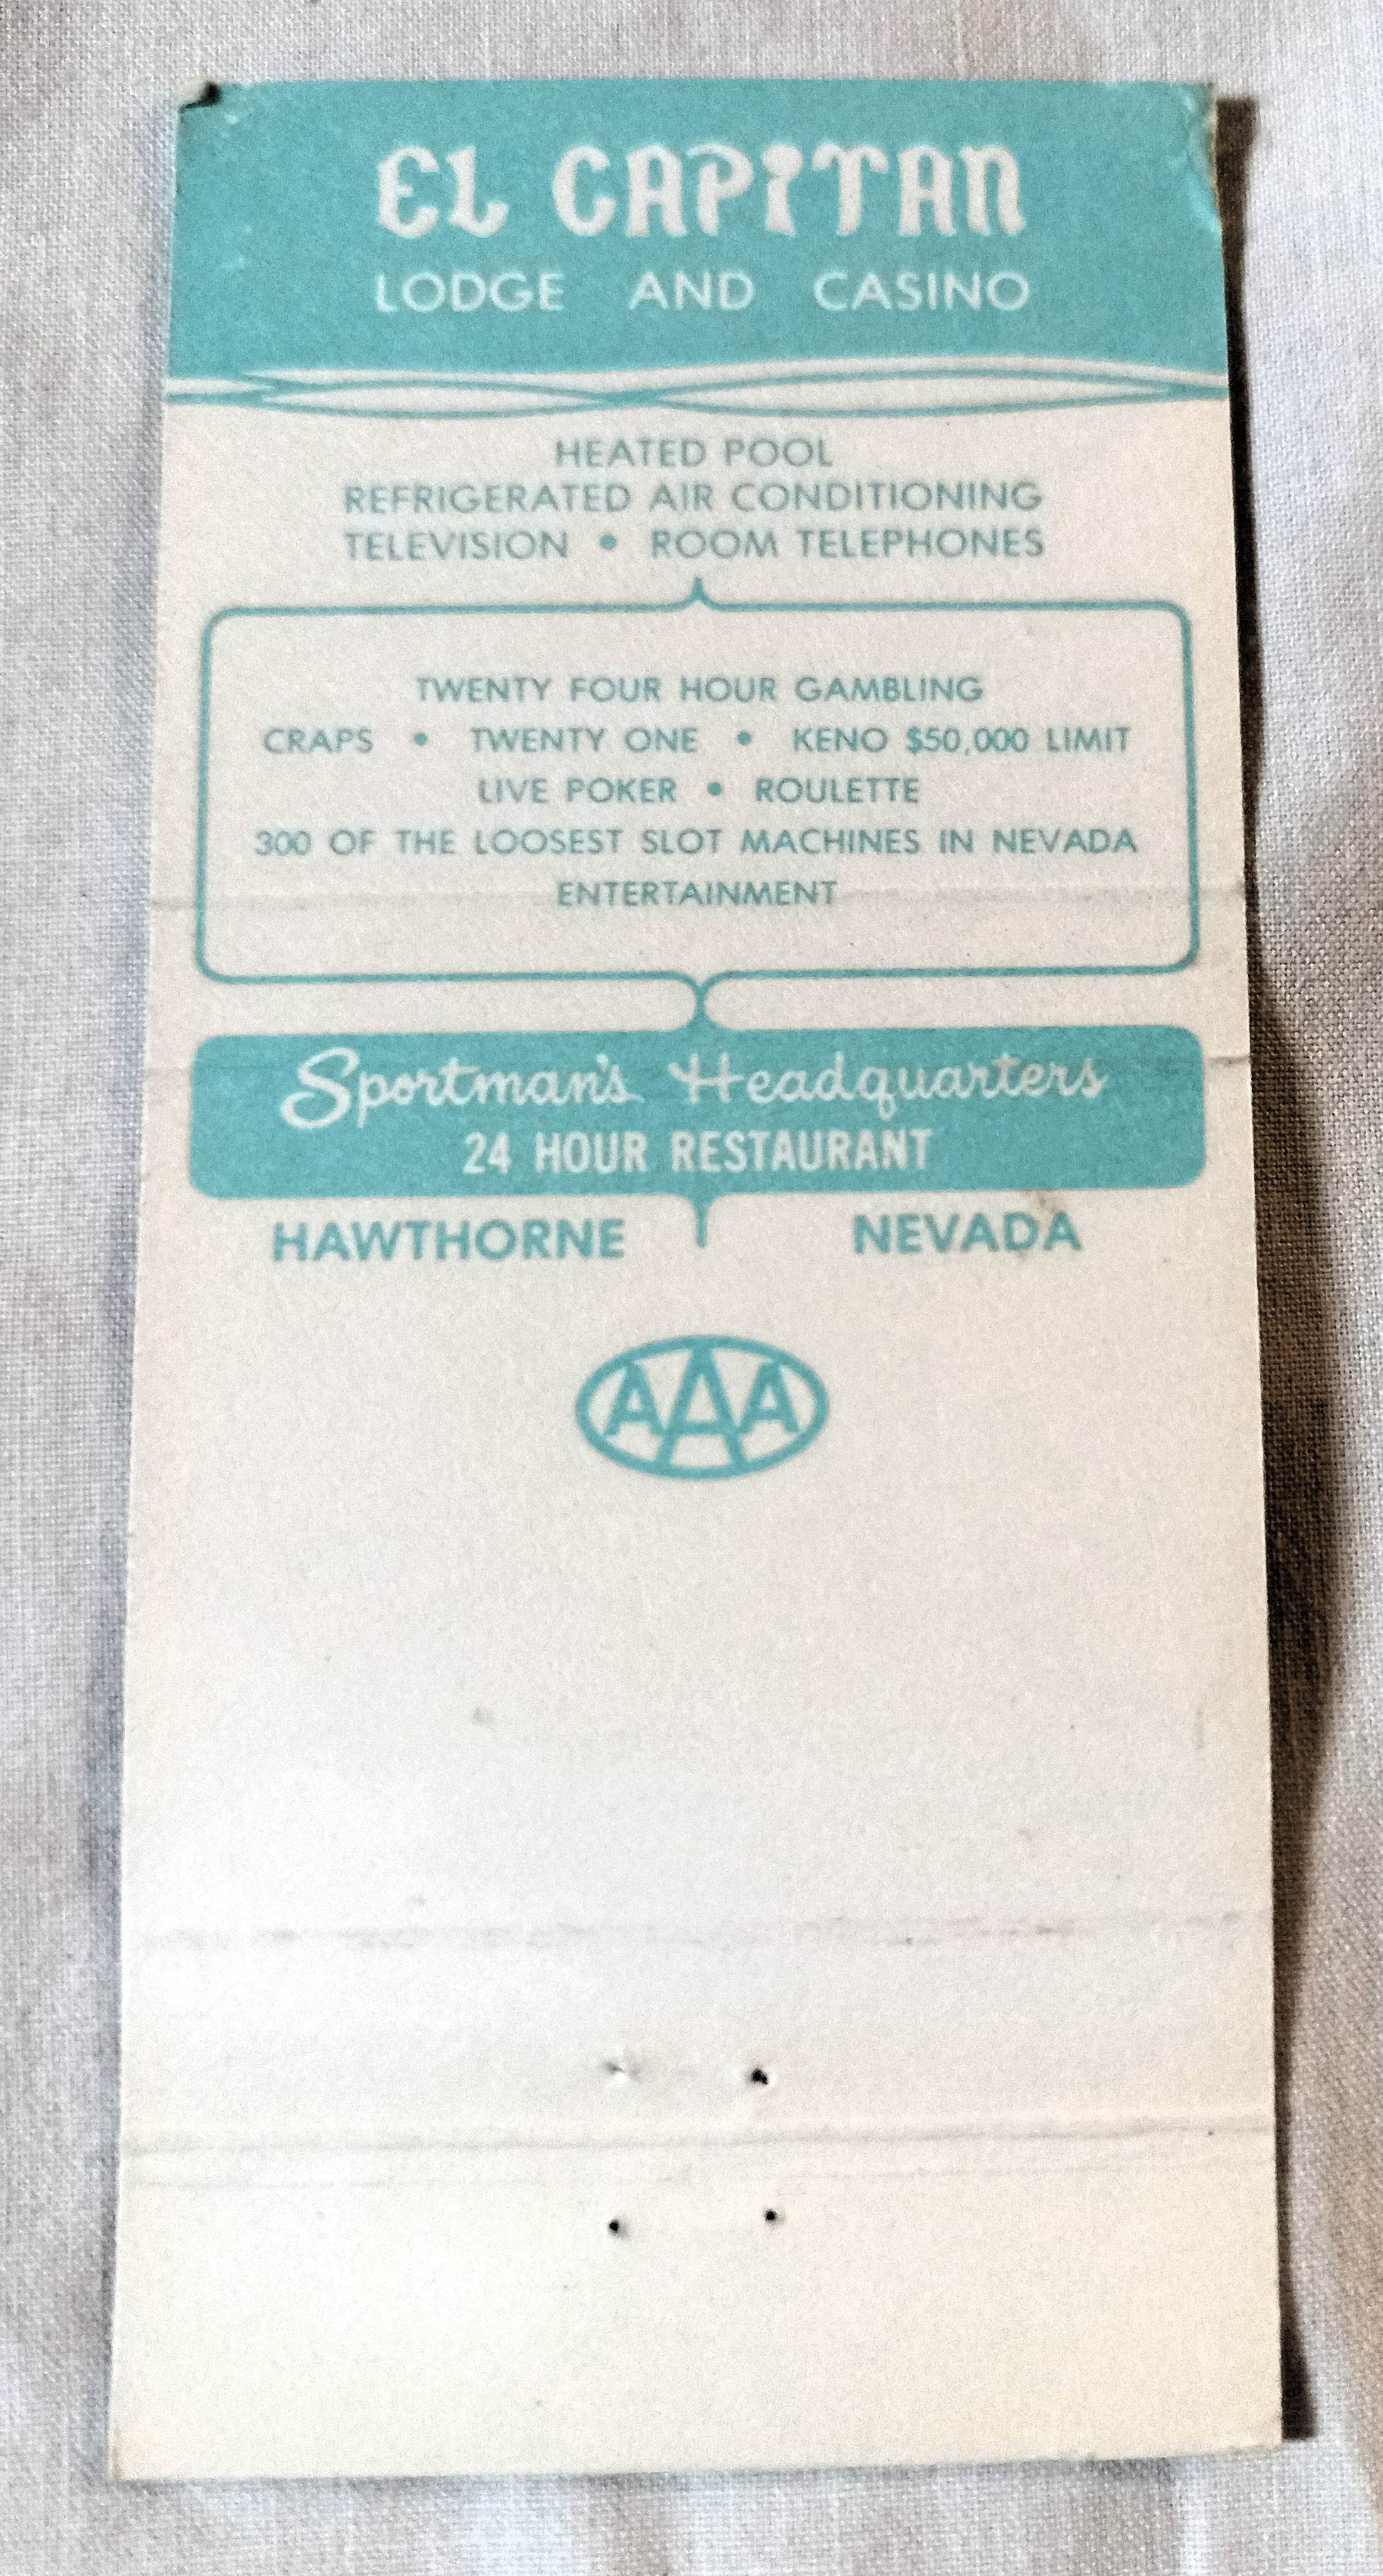 EL CAPITAN
LODGE AND CASINO
HEATED POOL
REFRIGERATED AIR CONDITIONING
TELEVISION • ROOM TELEPHONES
TWENTY FOUR HOUR GAMBLING
CRAPS • TWENTY ONE • KENO $50,000 LIMIT
LIVE POKER • ROULETTE
300 OF THE LOOSEST SLOT MACHINES IN NEVADA
ENTERTAINMENT
Sportman's Headquarters
24 HOUR RESTAURANT
HAWTHORNE NEVADA
AAA